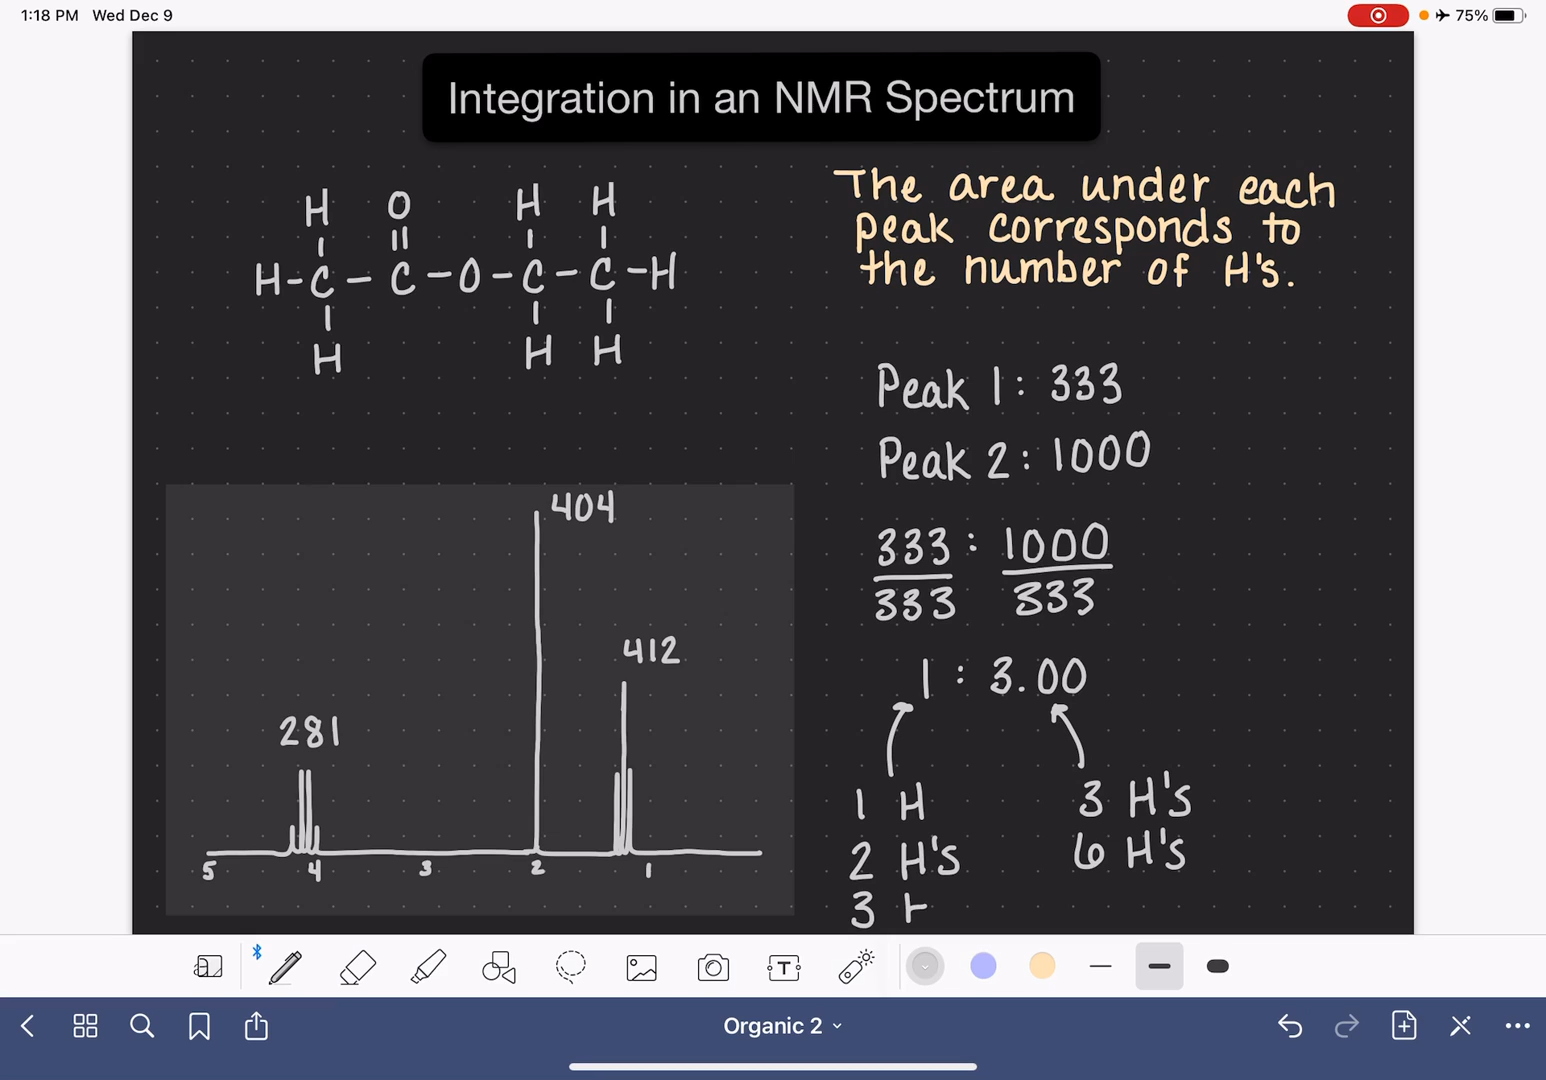 1:18 PM Wed Dec 9
75%
Integration in an NMR Spectrum
H O H H
H-C-C-O-C-C-H
H H H
The area under each
peak corresponds to
the number of H's.
Peak 1: 333
Peak 2: 1000
333 : 1000
333 333
1 : 3.00
1 H 3 H's
2 H's 6 H's
3 H
404
412
281
5 4 3 2 1
T
Organic 2